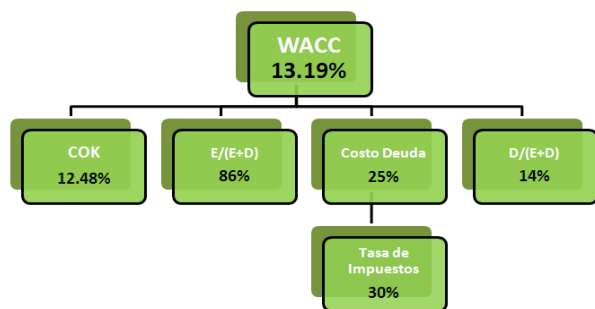 WACC
13.19%
COK
12.48%
E/(E+D)
86%
Costo Deuda
25%
D/(E+D)
14%
Tasa de
Impuestos
30%